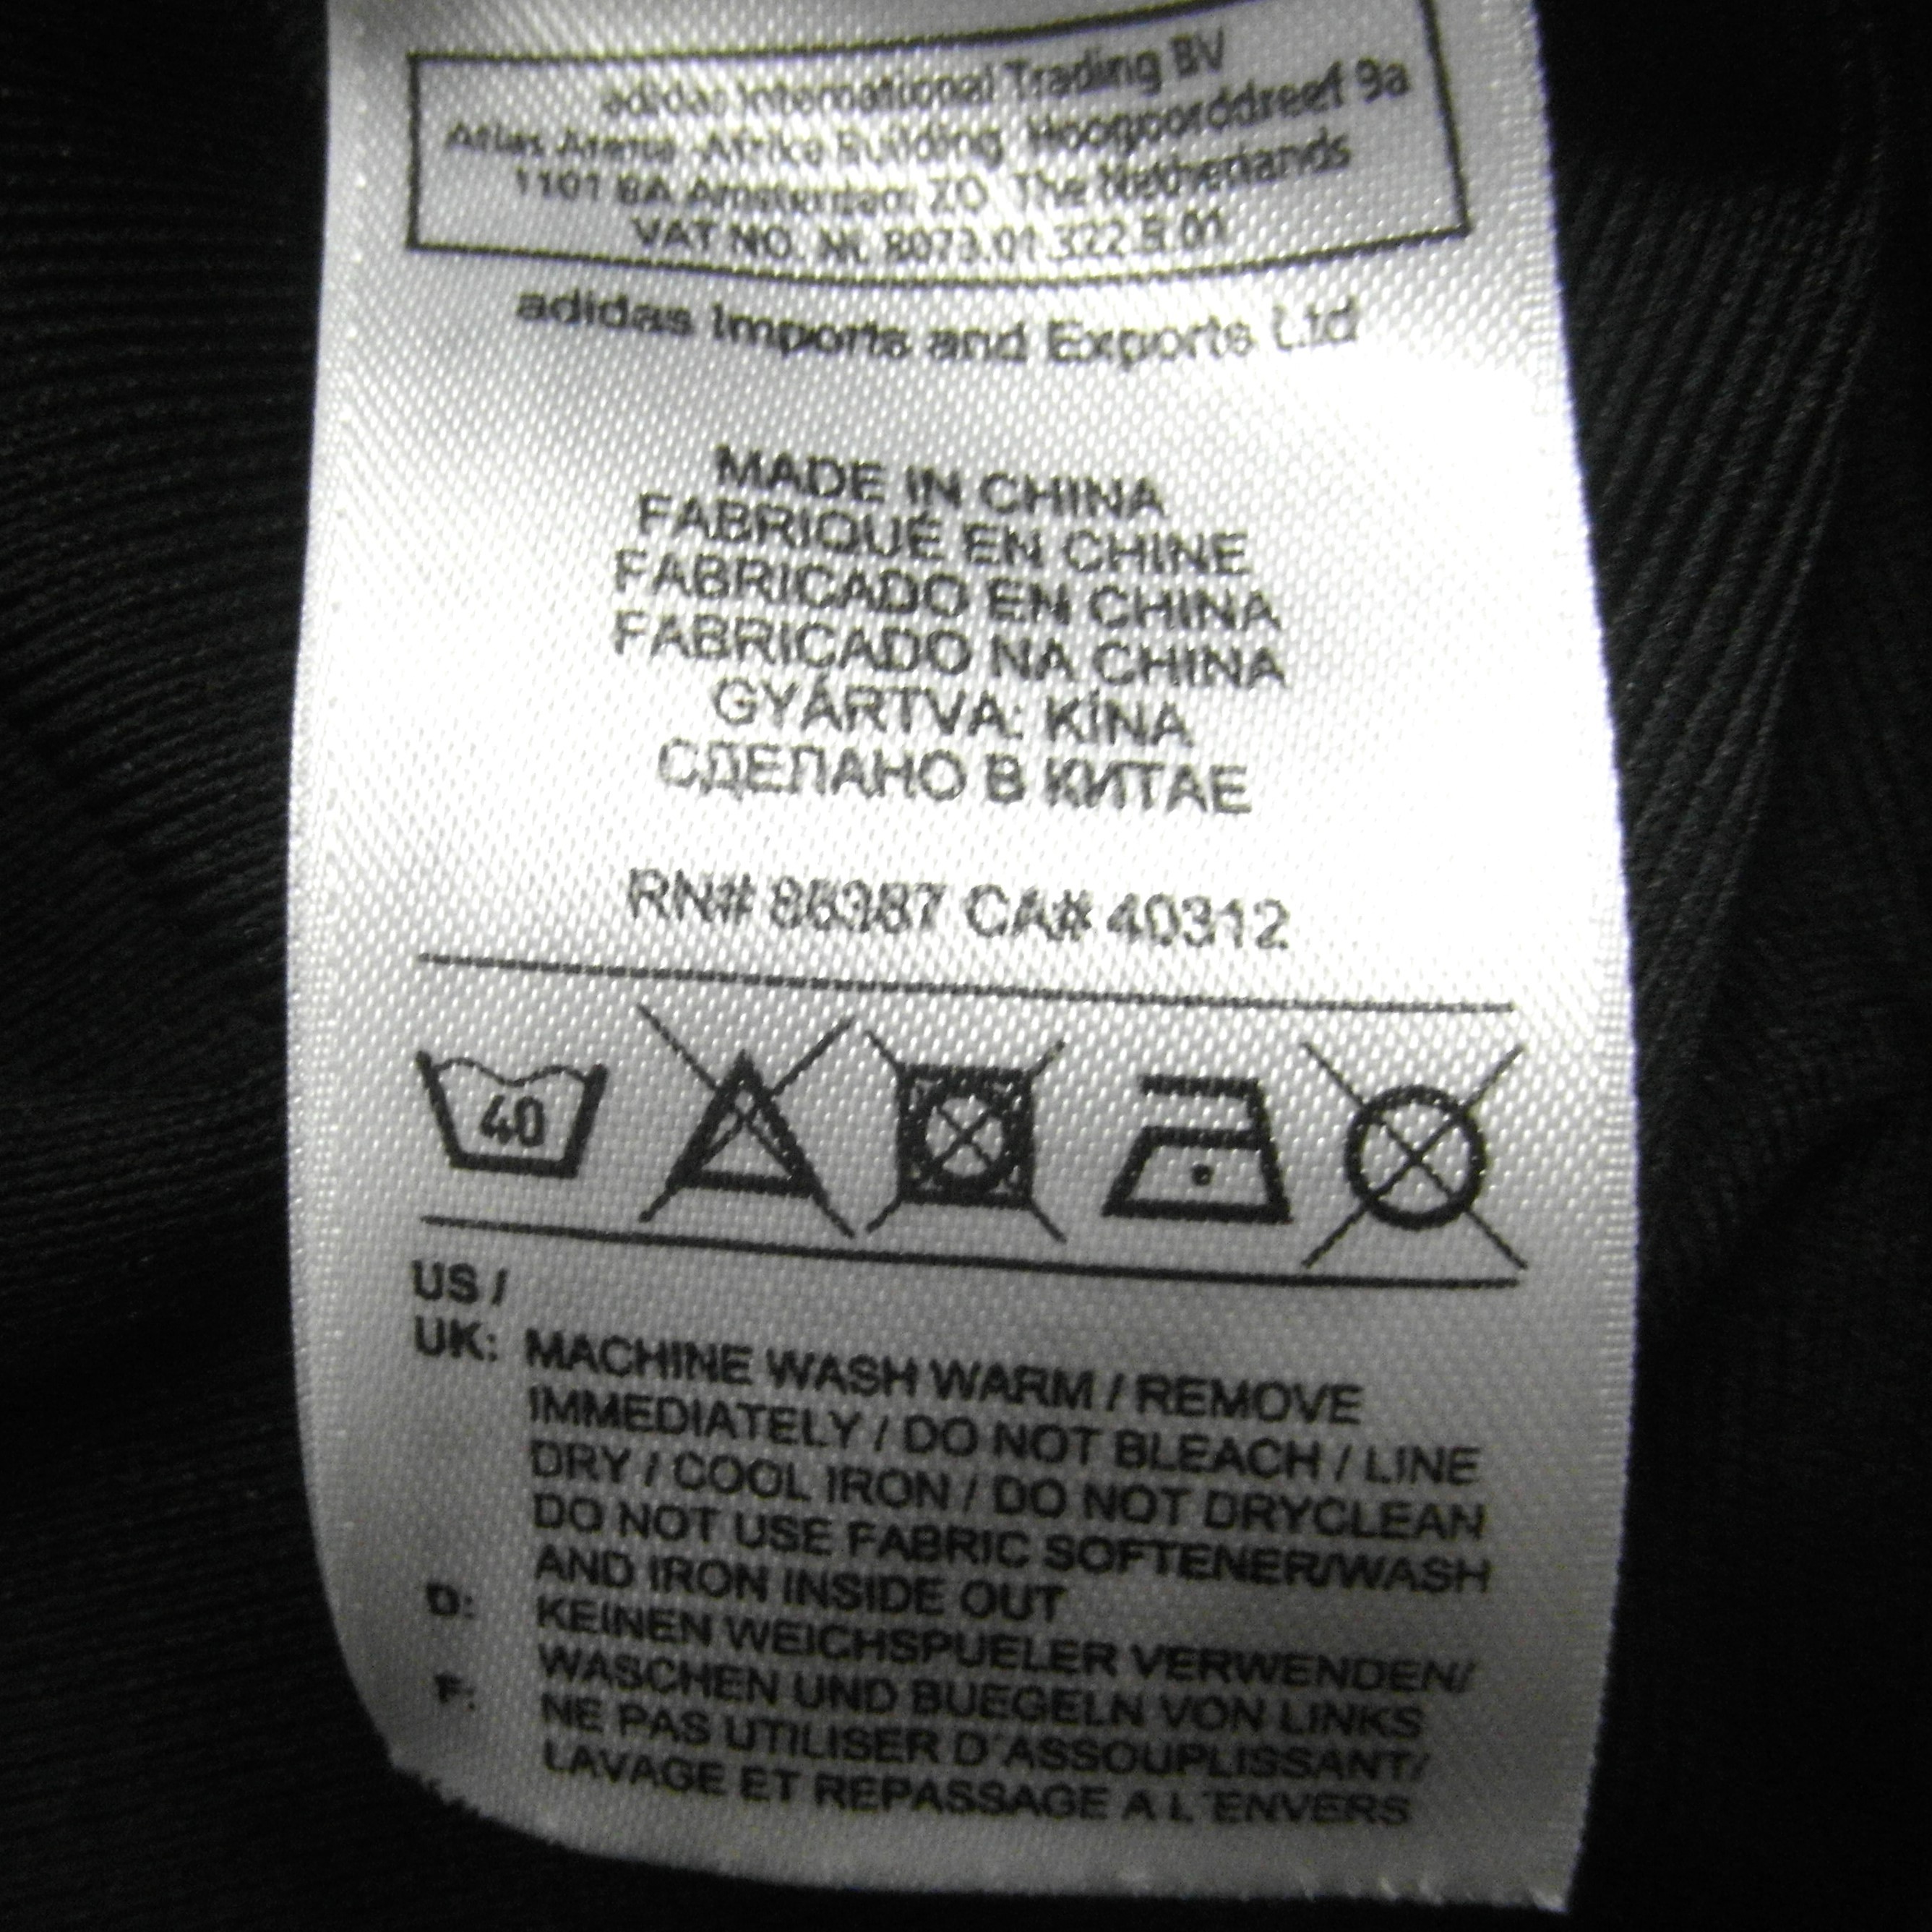 adidas International Trading BV
Atlas Arena Afrika Building, Hoogoorddreef 9a
1101 BA Amsterdam ZO, The Netherlands
VAT NO. NL 8073.01.322.B.01
adidas Imports and Exports Ltd
MADE IN CHINA
FABRIQUÉ EN CHINE
FABRICADO EN CHINA
FABRICADO NA CHINA
GYÁRTVA: KÍNA
СДЕЛАНО В КИТАЕ
RN# 85387 CA# 40312
40
US /
UK: MACHINE WASH WARM / REMOVE
IMMEDIATELY / DO NOT BLEACH / LINE
DRY / COOL IRON / DO NOT DRYCLEAN
DO NOT USE FABRIC SOFTENER/WASH
AND IRON INSIDE OUT
D: KEINEN WEICHSPUELER VERWENDEN/
WASCHEN UND BUEGELN VON LINKS
F: NE PAS UTILISER D´ASSOUPLISSANT/
LAVAGE ET REPASSAGE A L´ENVERS